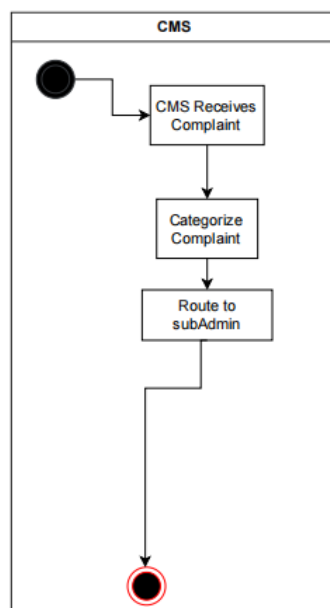 CMS
CMS Receives
Complaint
Categorize
Complaint
Route to
subAdmin